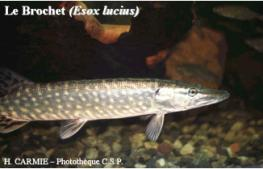 Le Brochet (Esox lucius)
H. CARMIE – Photothèque C.S.P.